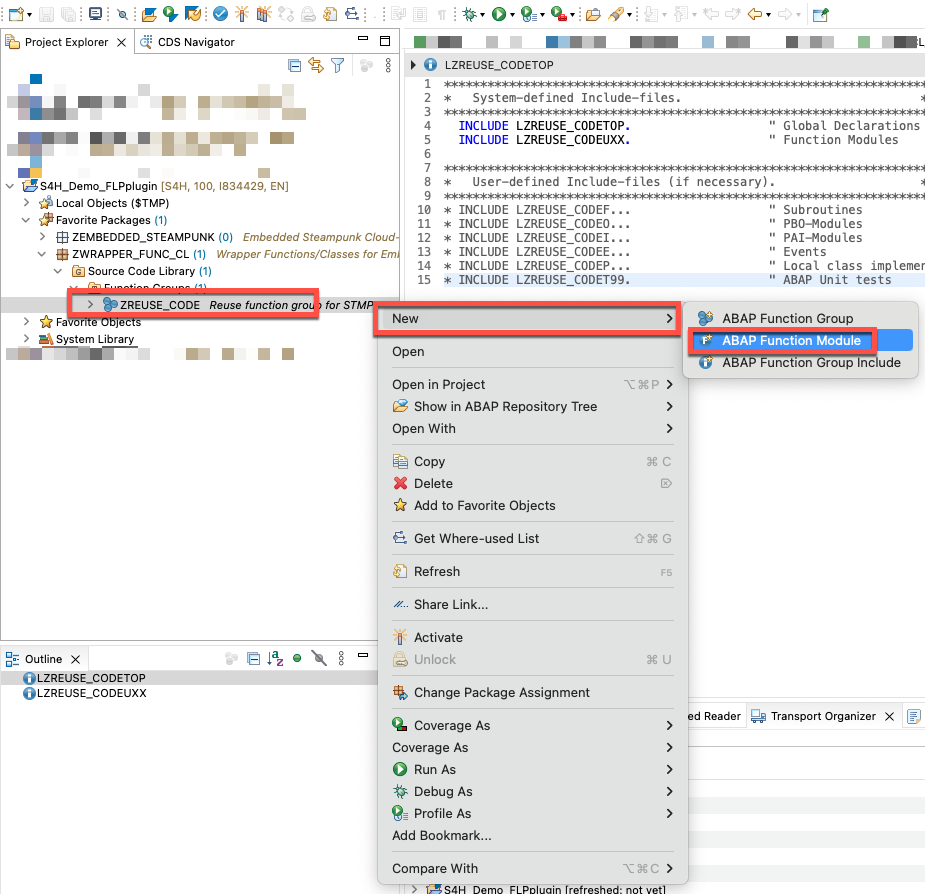 Project Explorer
CDS Navigator
S4H_Demo_FLPplugin [S4H, 100, I834429, EN]
Local Objects ($TMP)
Favorite Packages (1)
ZEMBEDDED_STEAMPUNK (0) Embedded Steampunk Cloud-
ZWRAPPER_FUNC_CL (1) Wrapper Functions/Classes for Em
Source Code Library (1)
Function Groups (1)
ZREUSE_CODE Reuse function group for STMP
Favorite Objects
System Library
LZREUSE_CODETOP
1 ****************************************************************
2 * System-defined Include-files. *
3 ****************************************************************
4 INCLUDE LZREUSE_CODETOP. " Global Declarations
5 INCLUDE LZREUSE_CODEUXX. " Function Modules
6
7 ****************************************************************
8 * User-defined Include-files (if necessary). *
9 ****************************************************************
10 * INCLUDE LZREUSE_CODEF... " Subroutines
11 * INCLUDE LZREUSE_CODEO... " PBO-Modules
12 * INCLUDE LZREUSE_CODEI... " PAI-Modules
13 * INCLUDE LZREUSE_CODEE... " Events
14 * INCLUDE LZREUSE_CODEP... " Local class implemen
15 * INCLUDE LZREUSE_CODET99. " ABAP Unit tests
New
ABAP Function Group
ABAP Function Module
ABAP Function Group Include
Open
Open in Project ⌥⌘P
Show in ABAP Repository Tree
Open With
Copy ⌘ C
Delete ⌦
Add to Favorite Objects
Get Where-used List ⇧⌘ G
Refresh F5
Share Link...
Activate
Unlock ⌘ U
Change Package Assignment
Coverage As
Coverage As
Run As
Debug As
Profile As
Add Bookmark...
Compare With ⌥⌘C
Outline
LZREUSE_CODETOP
LZREUSE_CODEUXX
ed Reader
Transport Organizer
S4H_Demo_FLPplugin [refreshed: not yet]